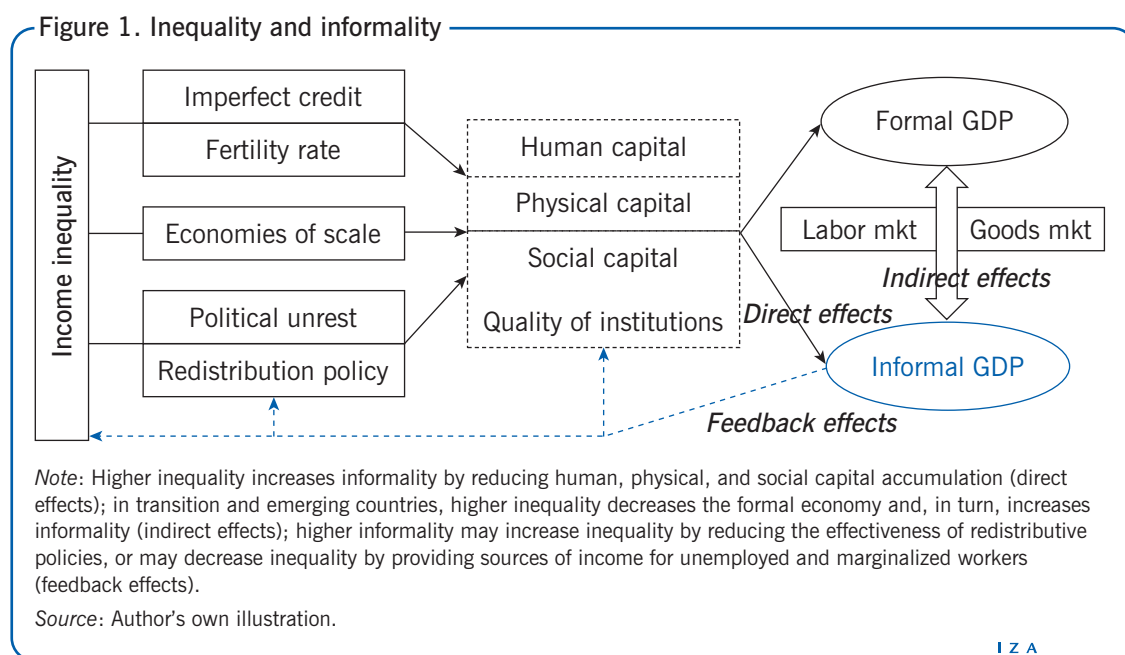 Figure 1. Inequality and informality
Income inequality
Imperfect credit
Fertility rate
Economies of scale
Political unrest
Redistribution policy
Human capital
Physical capital
Social capital
Quality of institutions
Formal GDP
Labor mkt
Goods mkt
Indirect effects
Direct effects
Informal GDP
Feedback effects
Note: Higher inequality increases informality by reducing human, physical, and social capital accumulation (direct
effects); in transition and emerging countries, higher inequality decreases the formal economy and, in turn, increases
informality (indirect effects); higher informality may increase inequality by reducing the effectiveness of redistributive
policies, or may decrease inequality by providing sources of income for unemployed and marginalized workers
(feedback effects).
Source: Author's own illustration.
I Z A